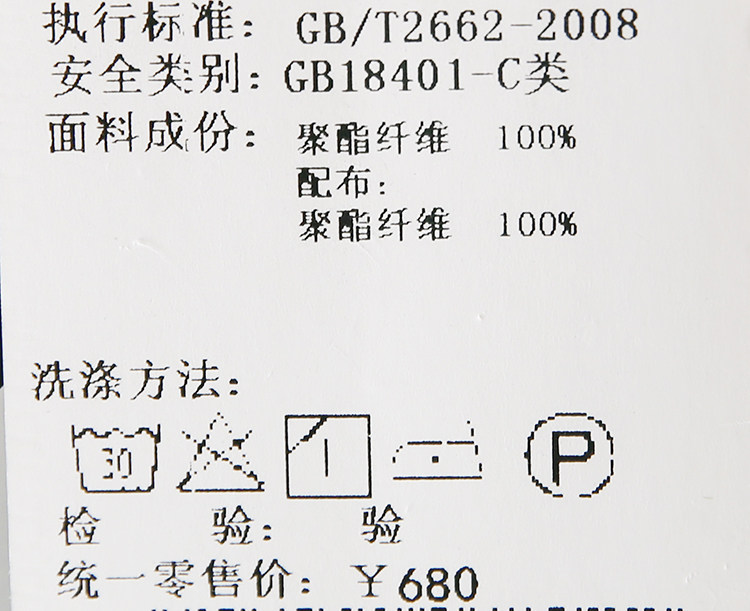 执行标准: GB/T2662-2008
安全类别: GB18401-C类
面料成份: 聚酯纤维 100%
配布:
聚酯纤维 100%
洗涤方法:
30 P
检 验: 验
统一零售价: ¥680